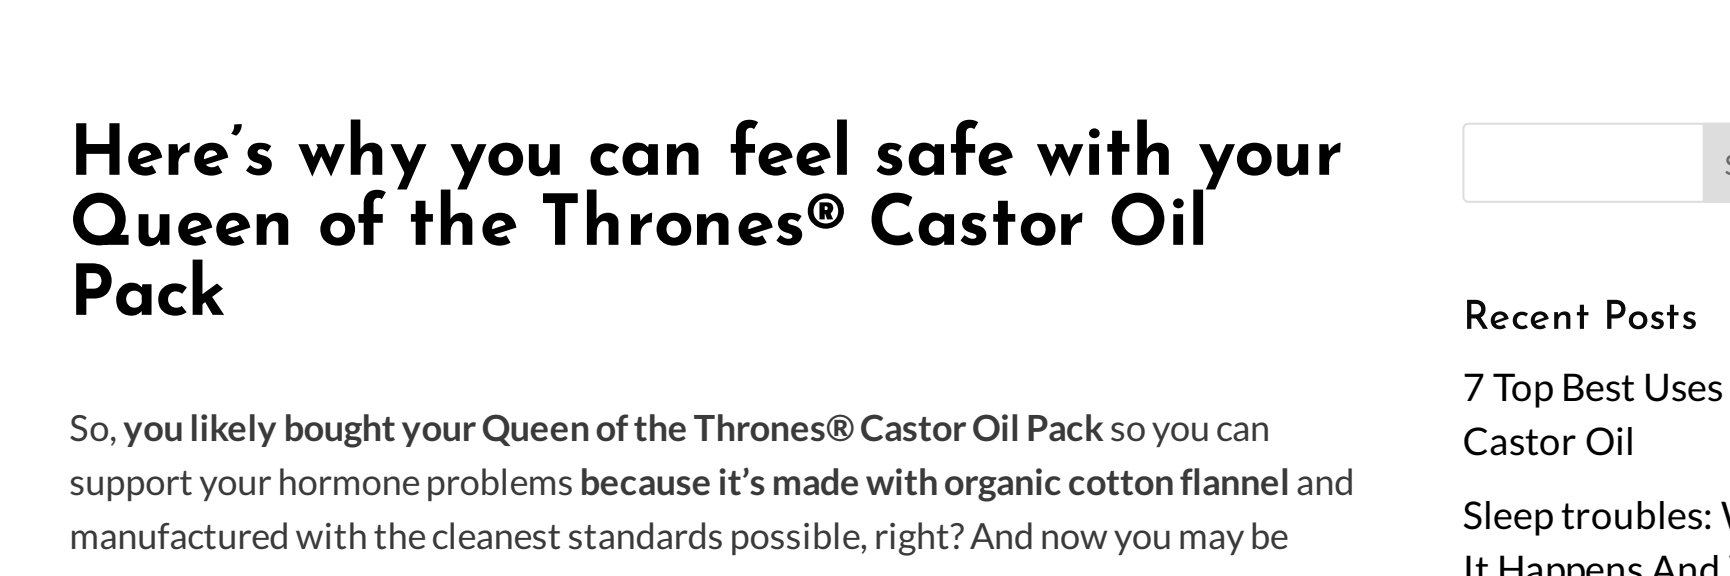 Here’s why you can feel safe with your
Queen of the Thrones® Castor Oil
Pack
So, you likely bought your Queen of the Thrones® Castor Oil Pack so you can
support your hormone problems because it’s made with organic cotton flannel and
manufactured with the cleanest standards possible, right? And now you may be
Recent Posts
7 Top Best Uses
Castor Oil
Sleep troubles:
It Happens And